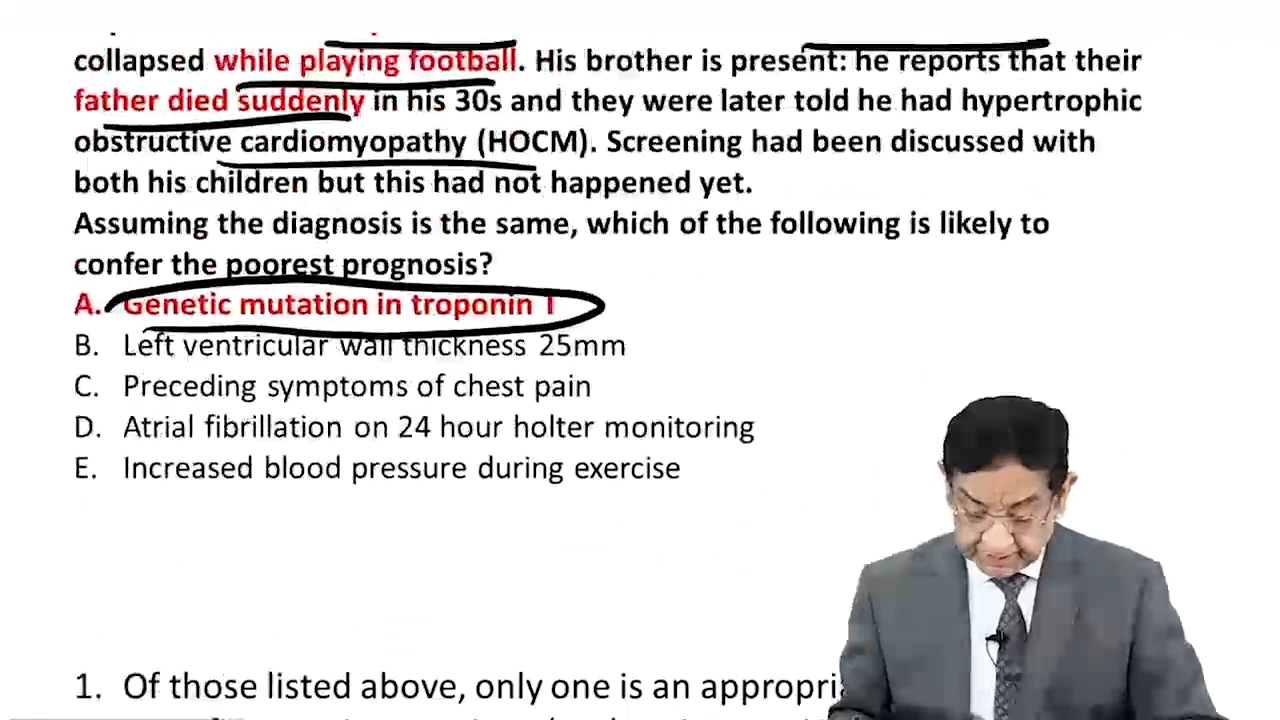 collapsed while playing football. His brother is present: he reports that their
father died suddenly in his 30s and they were later told he had hypertrophic
obstructive cardiomyopathy (HOCM). Screening had been discussed with
both his children but this had not happened yet.
Assuming the diagnosis is the same, which of the following is likely to
confer the poorest prognosis?
A. Genetic mutation in troponin T
B. Left ventricular wall thickness 25mm
C. Preceding symptoms of chest pain
D. Atrial fibrillation on 24 hour holter monitoring
E. Increased blood pressure during exercise
1. Of those listed above, only one is an